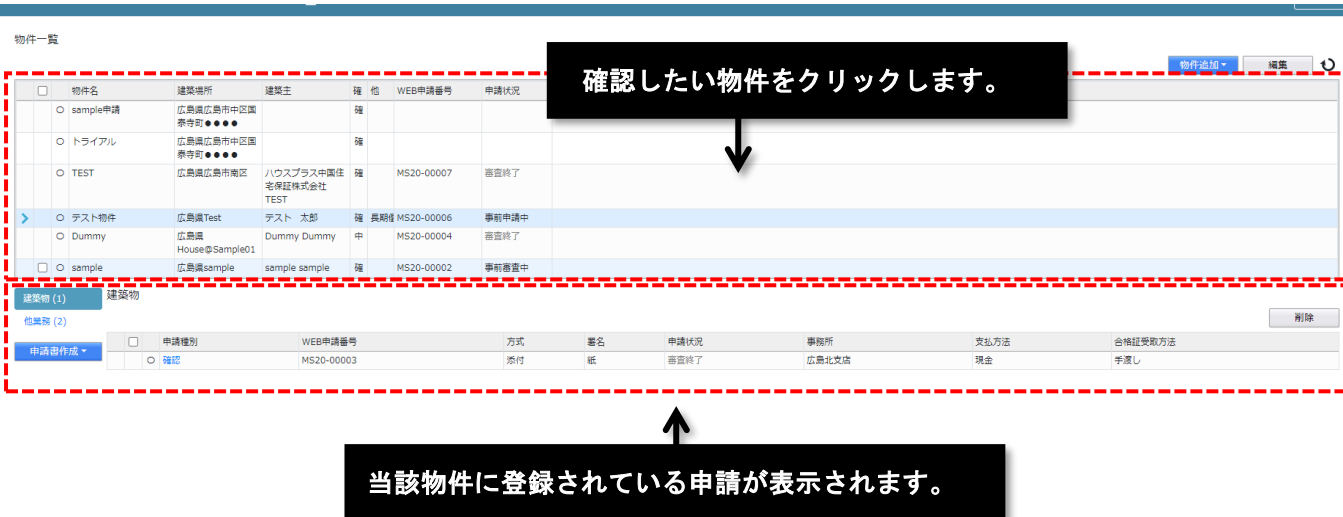 物件一覧
確認したい物件をクリックします。
物件追加 編集
物件名 建築場所 建築主 確 他 WEB申請番号 申請状況
sample申請 広島県広島市中区国 確
泰寺町●●●●
トライアル 広島県広島市中区国 確
泰寺町●●●●
TEST 広島県広島市南区 ハウスプラス中国住 確 MS20-00007 審査終了
宅保証株式会社
TEST
テスト物件 広島県Test テスト 太郎 確 長期 MS20-00006 事前申請中
Dummy 広島県 Dummy Dummy 中 MS20-00004 審査終了
House@Sample01
sample 広島県sample sample sample 確 MS20-00002 事前審査中
建築物 (1) 建築物
他業務 (2) 削除
申請書作成
申請種別 WEB申請番号 方式 署名 申請状況 事務所 支払方法 合格証受取方法
確認 MS20-00003 添付 紙 審査終了 広島北支店 現金 手渡し
当該物件に登録されている申請が表示されます。